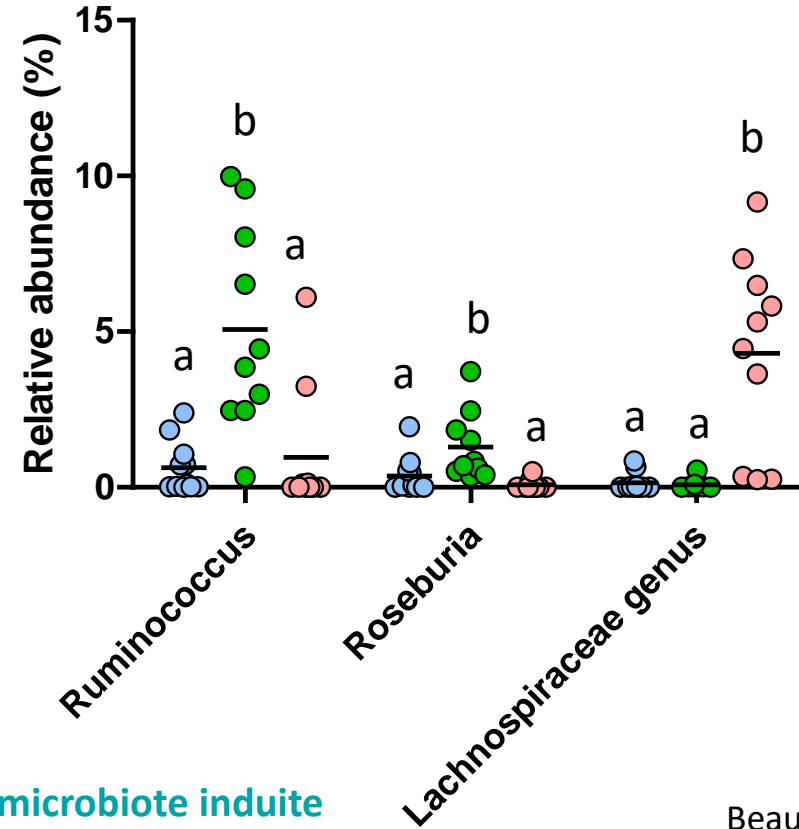 Relative abundance (%)
15
10
5
0
a
b
a
a
b
a
a
a
b
Ruminococcus
Roseburia
Lachnospiraceae genus
microbiote induite
Beau